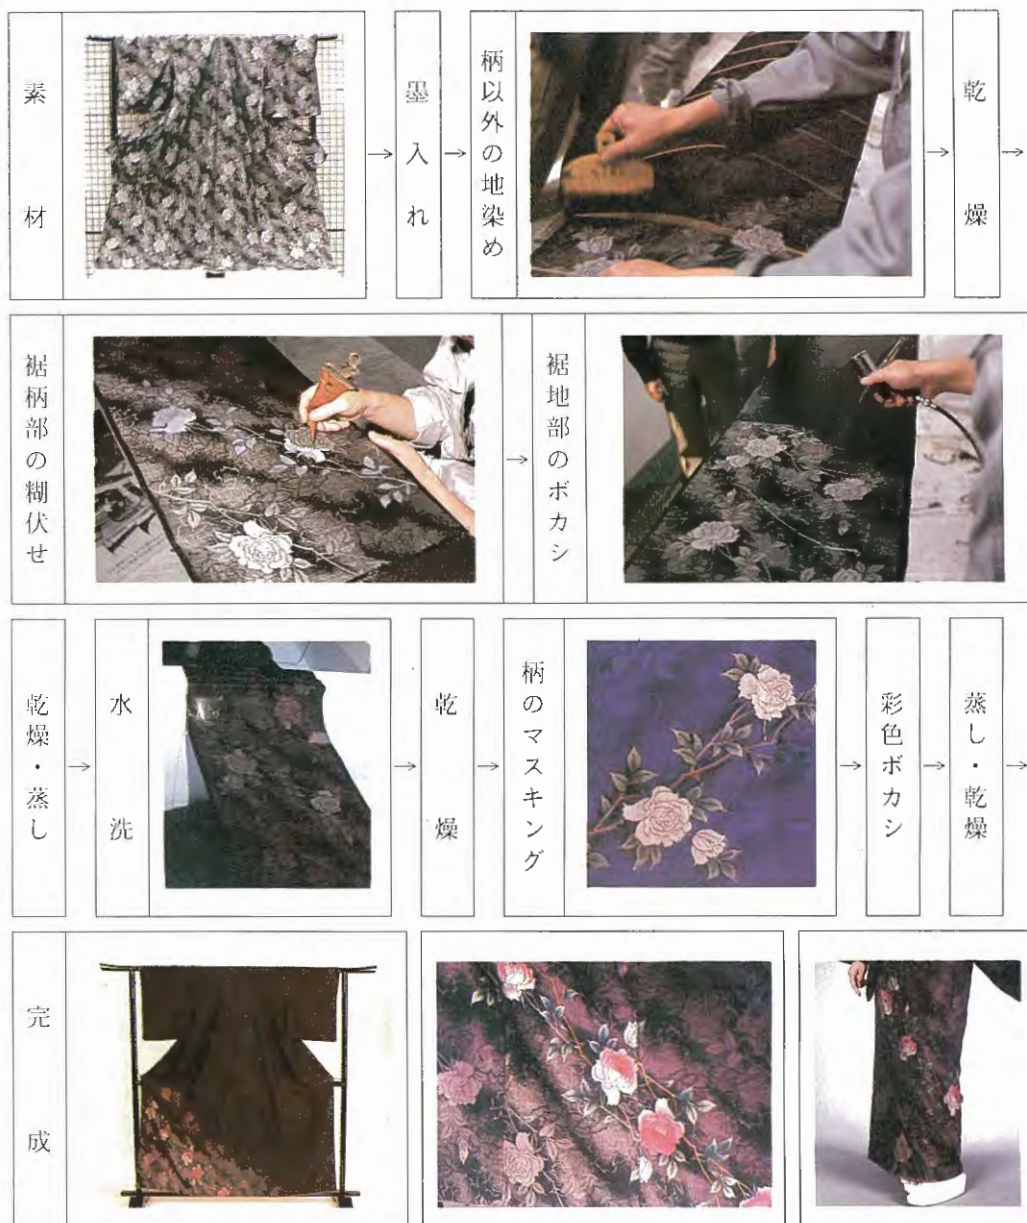 素材
→
墨入れ
→
柄以外の地染め
→
乾燥
→
裾柄部の糊伏せ
→
裾地部のボカシ
乾燥・蒸し
→
水洗
→
乾燥
→
柄のマスキング
→
彩色ボカシ
→
蒸し・乾燥
→
完成